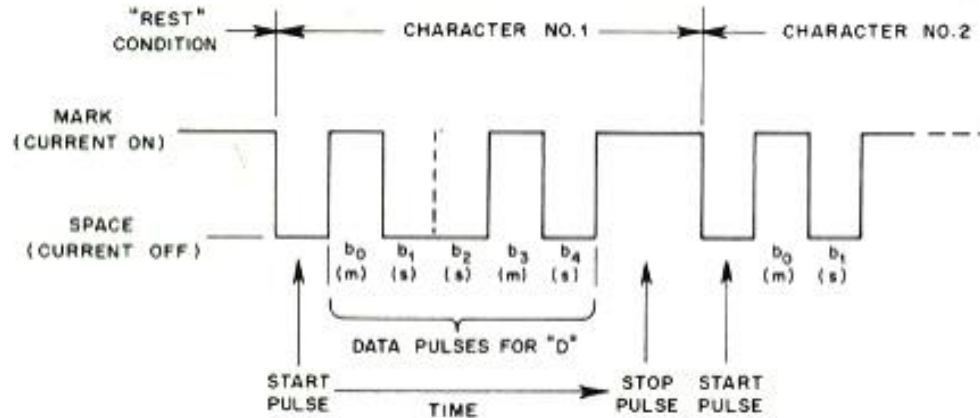 "REST"
CONDITION
CHARACTER NO.1
CHARACTER NO.2
MARK
(CURRENT ON)
SPACE
(CURRENT OFF)
b0 b1 b2 b3 b4 b0 b1
(m) (s) (s) (m) (s) (m) (s)
DATA PULSES FOR "D"
START
PULSE
TIME
STOP
PULSE
START
PULSE